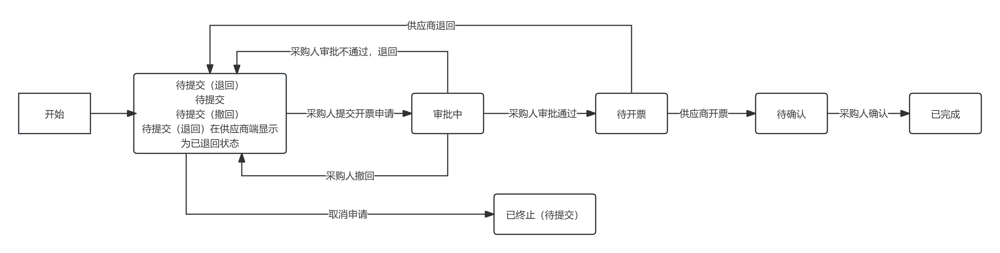 供应商退回
采购人审批不通过，退回
开始
待提交（退回）
待提交
待提交（撤回）
待提交（退回）在供应商端显示
为已退回状态
采购人提交开票申请
审批中
采购人审批通过
待开票
供应商开票
待确认
采购人确认
已完成
采购人撤回
取消申请
已终止（待提交）